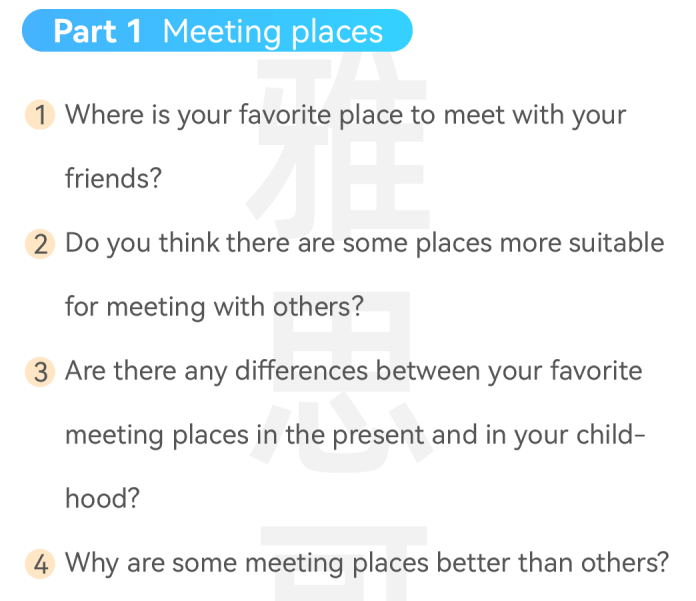 Part 1 Meeting places
1 Where is your favorite place to meet with your
friends?
2 Do you think there are some places more suitable
for meeting with others?
3 Are there any differences between your favorite
meeting places in the present and in your child-
hood?
4 Why are some meeting places better than others?
雅
思